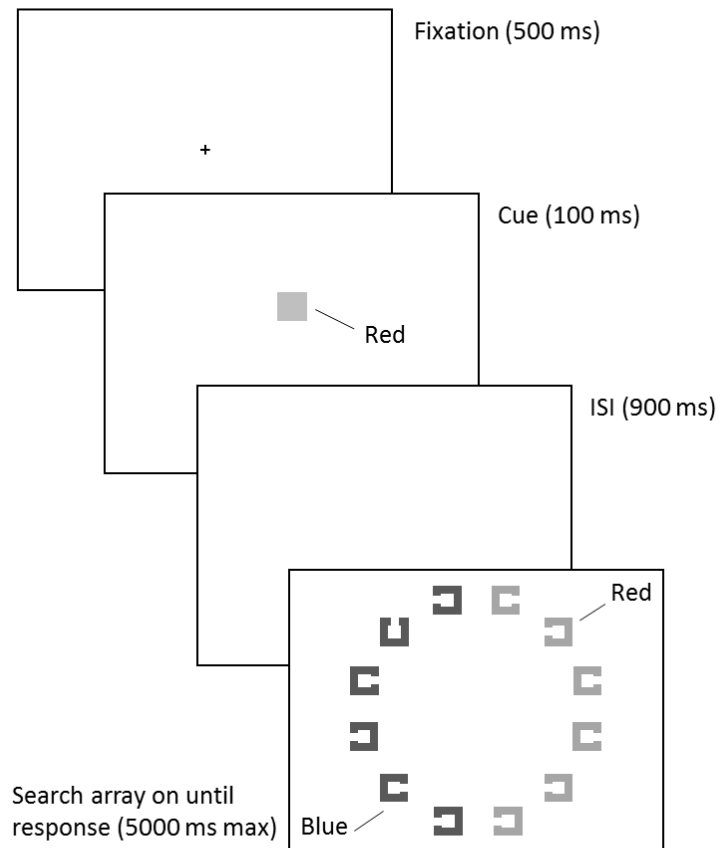 Fixation (500 ms)
+
Cue (100 ms)
Red
ISI (900 ms)
Red
Search array on until
response (5000 ms max)
Blue